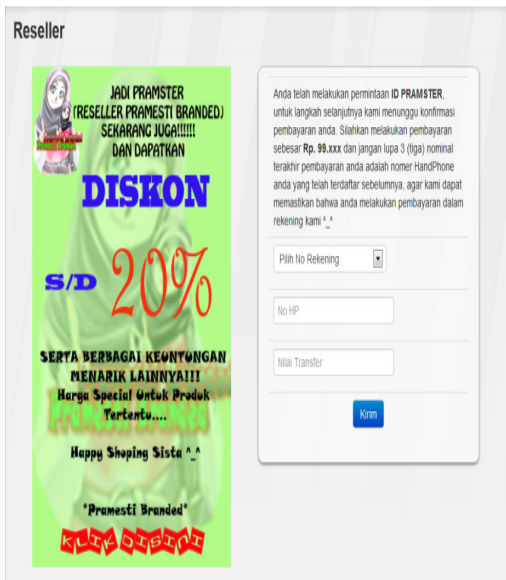 Reseller
JADI PRAMSTER
(RESELLER PRAMESTI BRANDED)
SEKARANG JUGA!!!!!!
DAN DAPATKAN
DISKON
S/D 20%
SERTA BERBAGAI KEUNTUNGAN
MENARIK LAINNYA!!!
Harga Special Untuk Produk
Tertentu....
Happy Shoping Sista ^_^
"Pramesti Branded"
KLIK DISINI
Anda telah melakukan permintaan ID PRAMSTER,
untuk langkah selanjutnya kami menunggu konfirmasi
pembayaran anda. Silahkan melakukan pembayaran
sebesar Rp. 99.xxx dan jangan lupa 3 (tiga) nominal
terakhir pembayaran anda adalah nomer HandPhone
anda yang telah terdaftar sebelumnya, agar kami dapat
memastikan bahwa anda melakukan pembayaran dalam
rekening kami ^_^
Pilih No Rekening
No HP
Nilai Transfer
Kirim